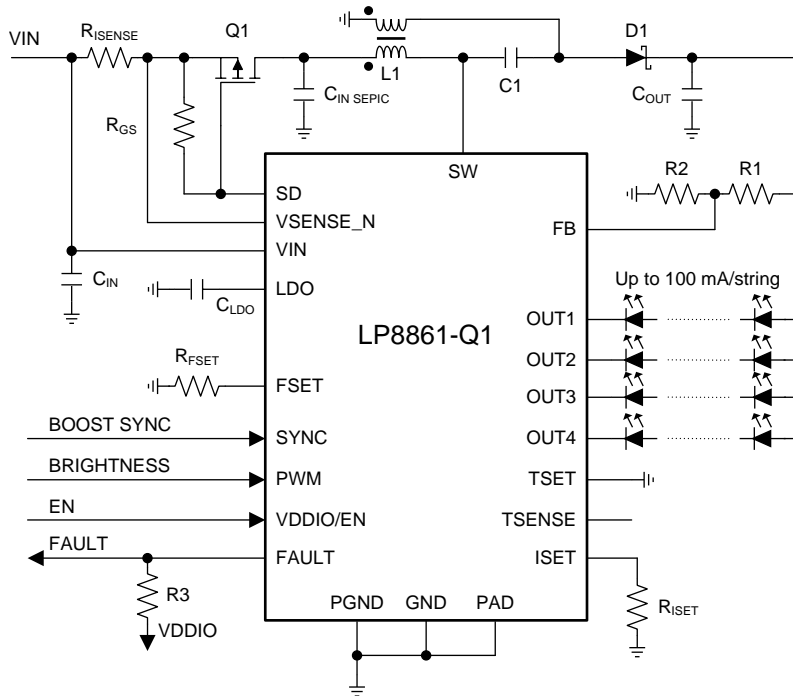 VIN
RISENSE
Q1
L1
C1
D1
CIN SEPIC
COUT
RGS
SW
R2
R1
SD
VSENSE_N
VIN
FB
CIN
LDO
CLDO
Up to 100 mA/string
LP8861-Q1
OUT1
OUT2
OUT3
OUT4
RFSET
FSET
BOOST SYNC
SYNC
BRIGHTNESS
PWM
TSET
EN
VDDIO/EN
TSENSE
FAULT
FAULT
ISET
R3
VDDIO
PGND
GND
PAD
RISET